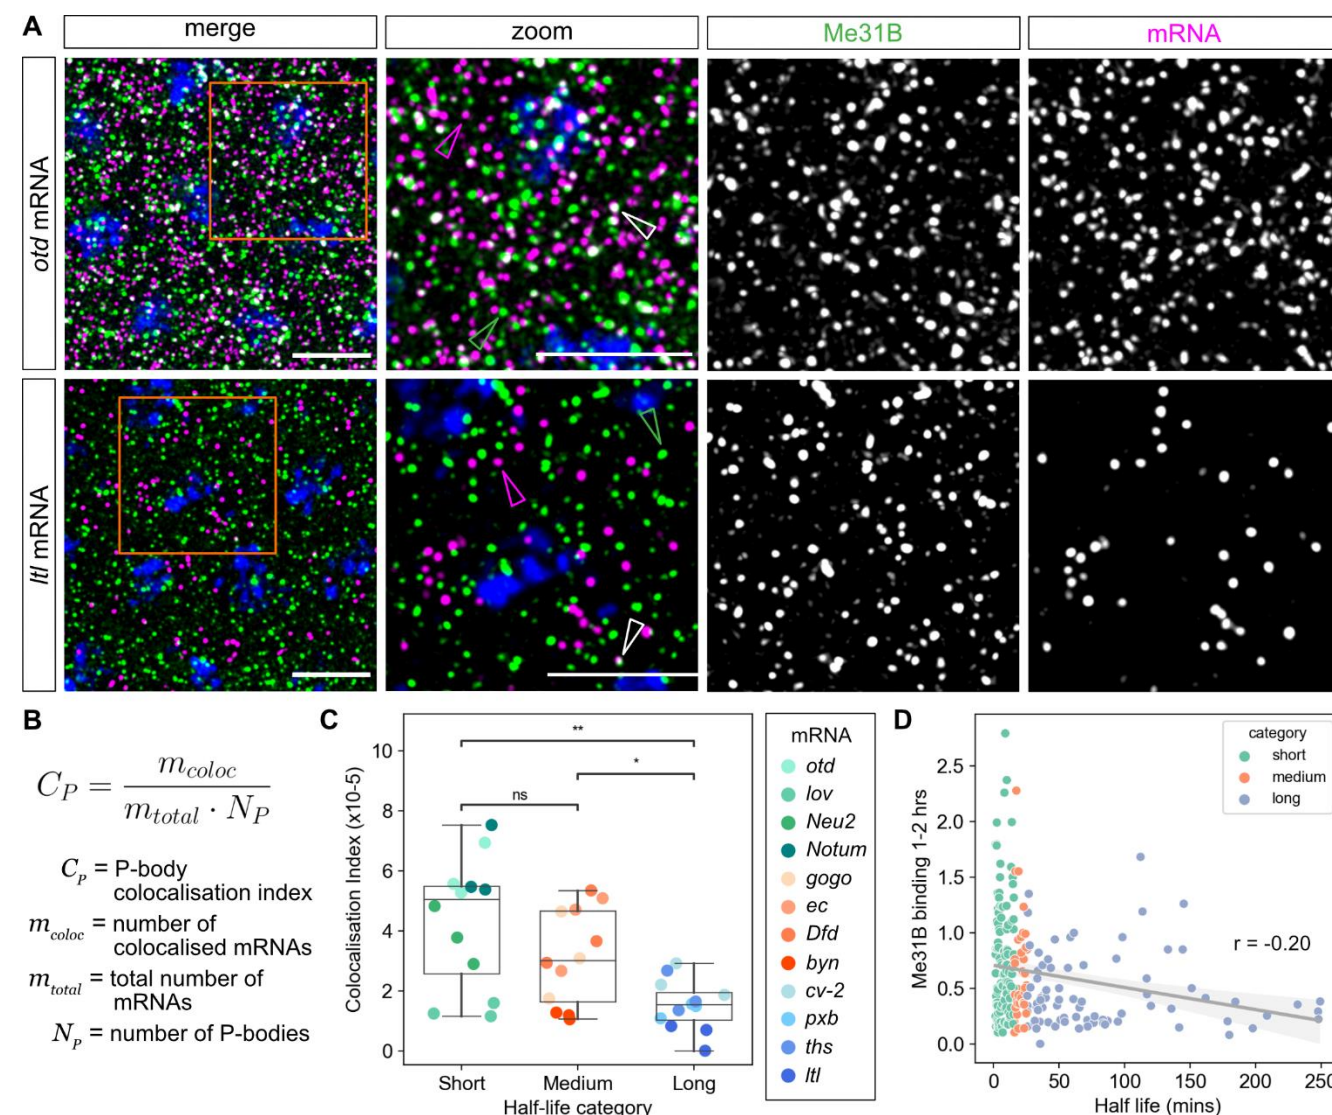 A
merge
zoom
Me31B
mRNA
otd mRNA
ltl mRNA
B
C_P = m_coloc / (m_total · N_P)
C_P = P-body
colocalisation index
m_coloc = number of
colocalised mRNAs
m_total = total number of
mRNAs
N_P = number of P-bodies
C
Colocalisation Index (x10-5)
10
8
6
4
2
0
**
*
ns
Short
Medium
Long
Half-life category
mRNA
otd
lov
Neu2
Notum
gogo
ec
Dfd
byn
cv-2
pxb
ths
ltl
D
Me31B binding 1-2 hrs
2.5
2.0
1.5
1.0
0.5
0.0
category
short
medium
long
r = -0.20
0
50
100
150
200
250
Half life (mins)